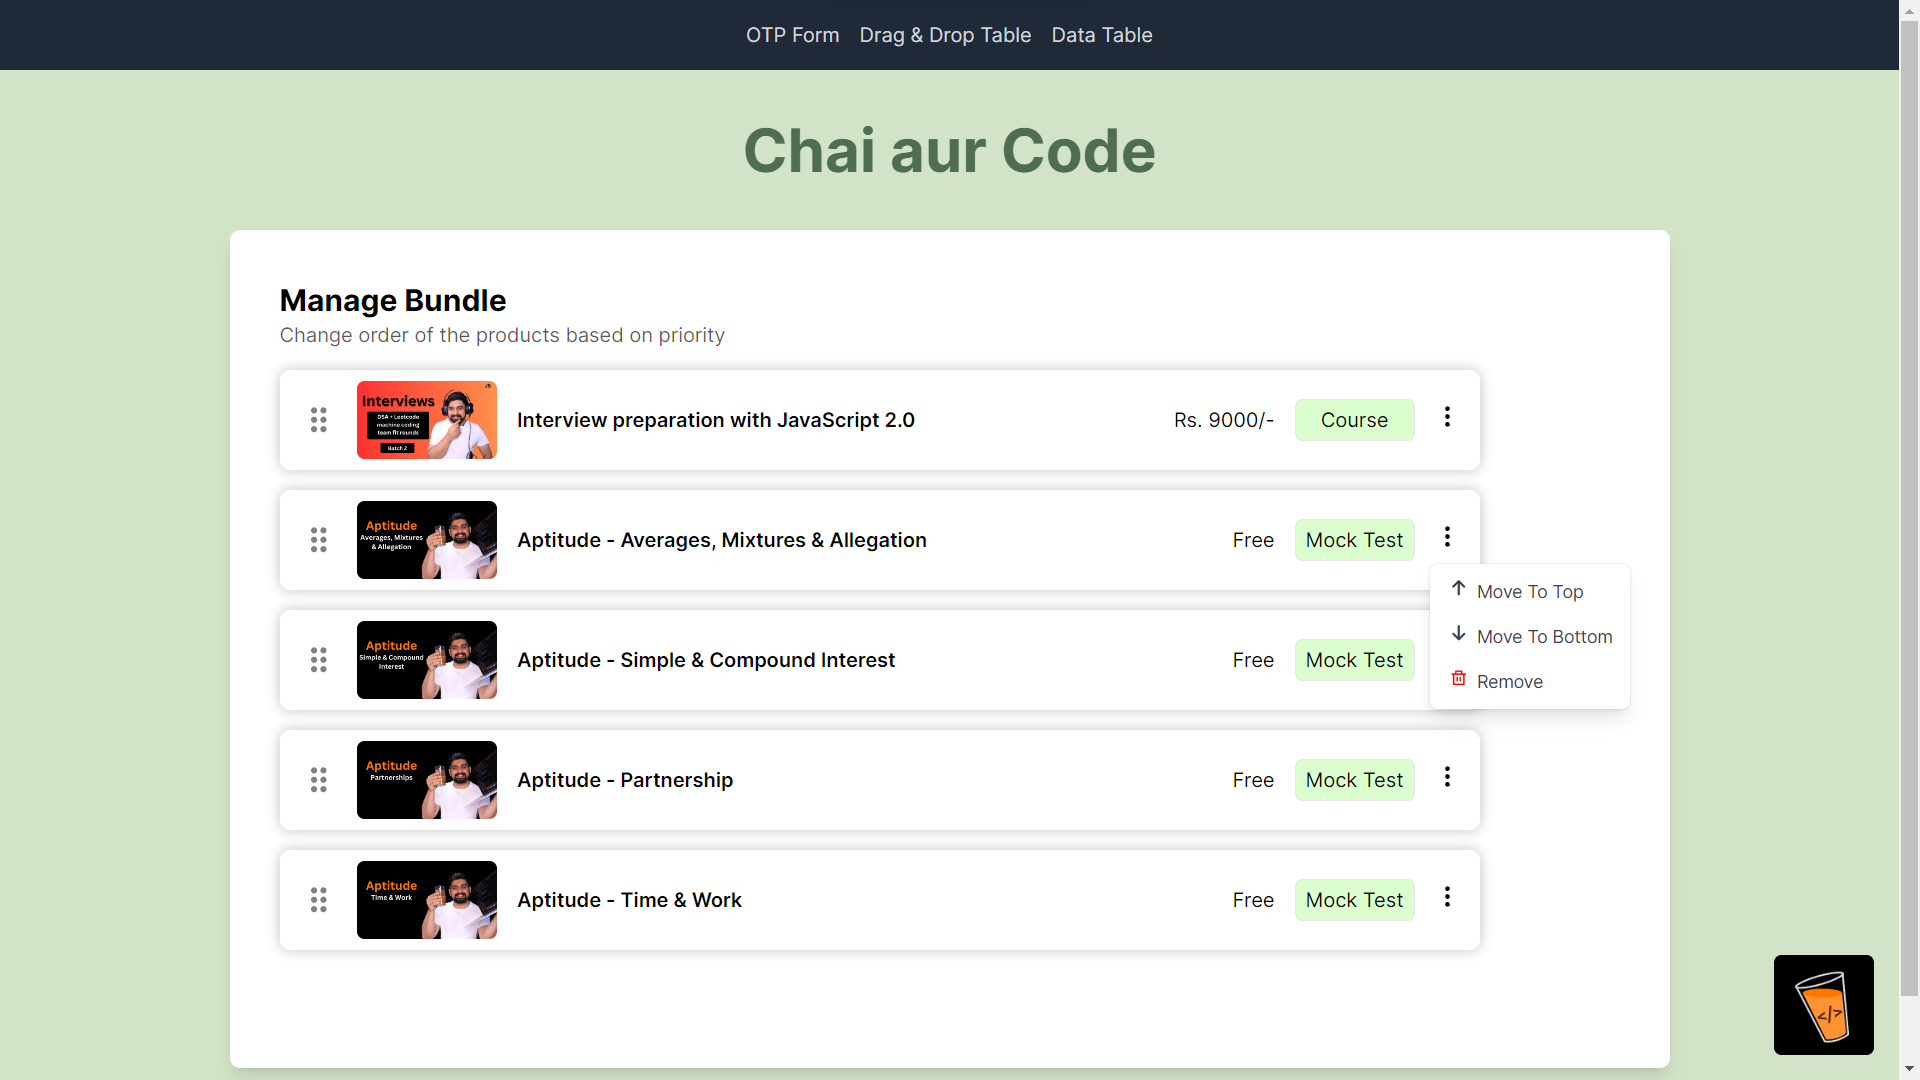 OTP Form Drag & Drop Table Data Table
Chai aur Code
Manage Bundle
Change order of the products based on priority
JS
Interviews
DSA + Leetcode
machine coding
team fit rounds
Batch 2
Interview preparation with JavaScript 2.0
Rs. 9000/-
Course
Aptitude
Averages, Mixtures
& Allegation
Aptitude - Averages, Mixtures & Allegation
Free
Mock Test
Move To Top
Move To Bottom
Remove
Aptitude
Simple & Compound
Interest
Aptitude - Simple & Compound Interest
Free
Mock Test
Aptitude
Partnerships
Aptitude - Partnership
Free
Mock Test
Aptitude
Time & Work
Aptitude - Time & Work
Free
Mock Test
</>